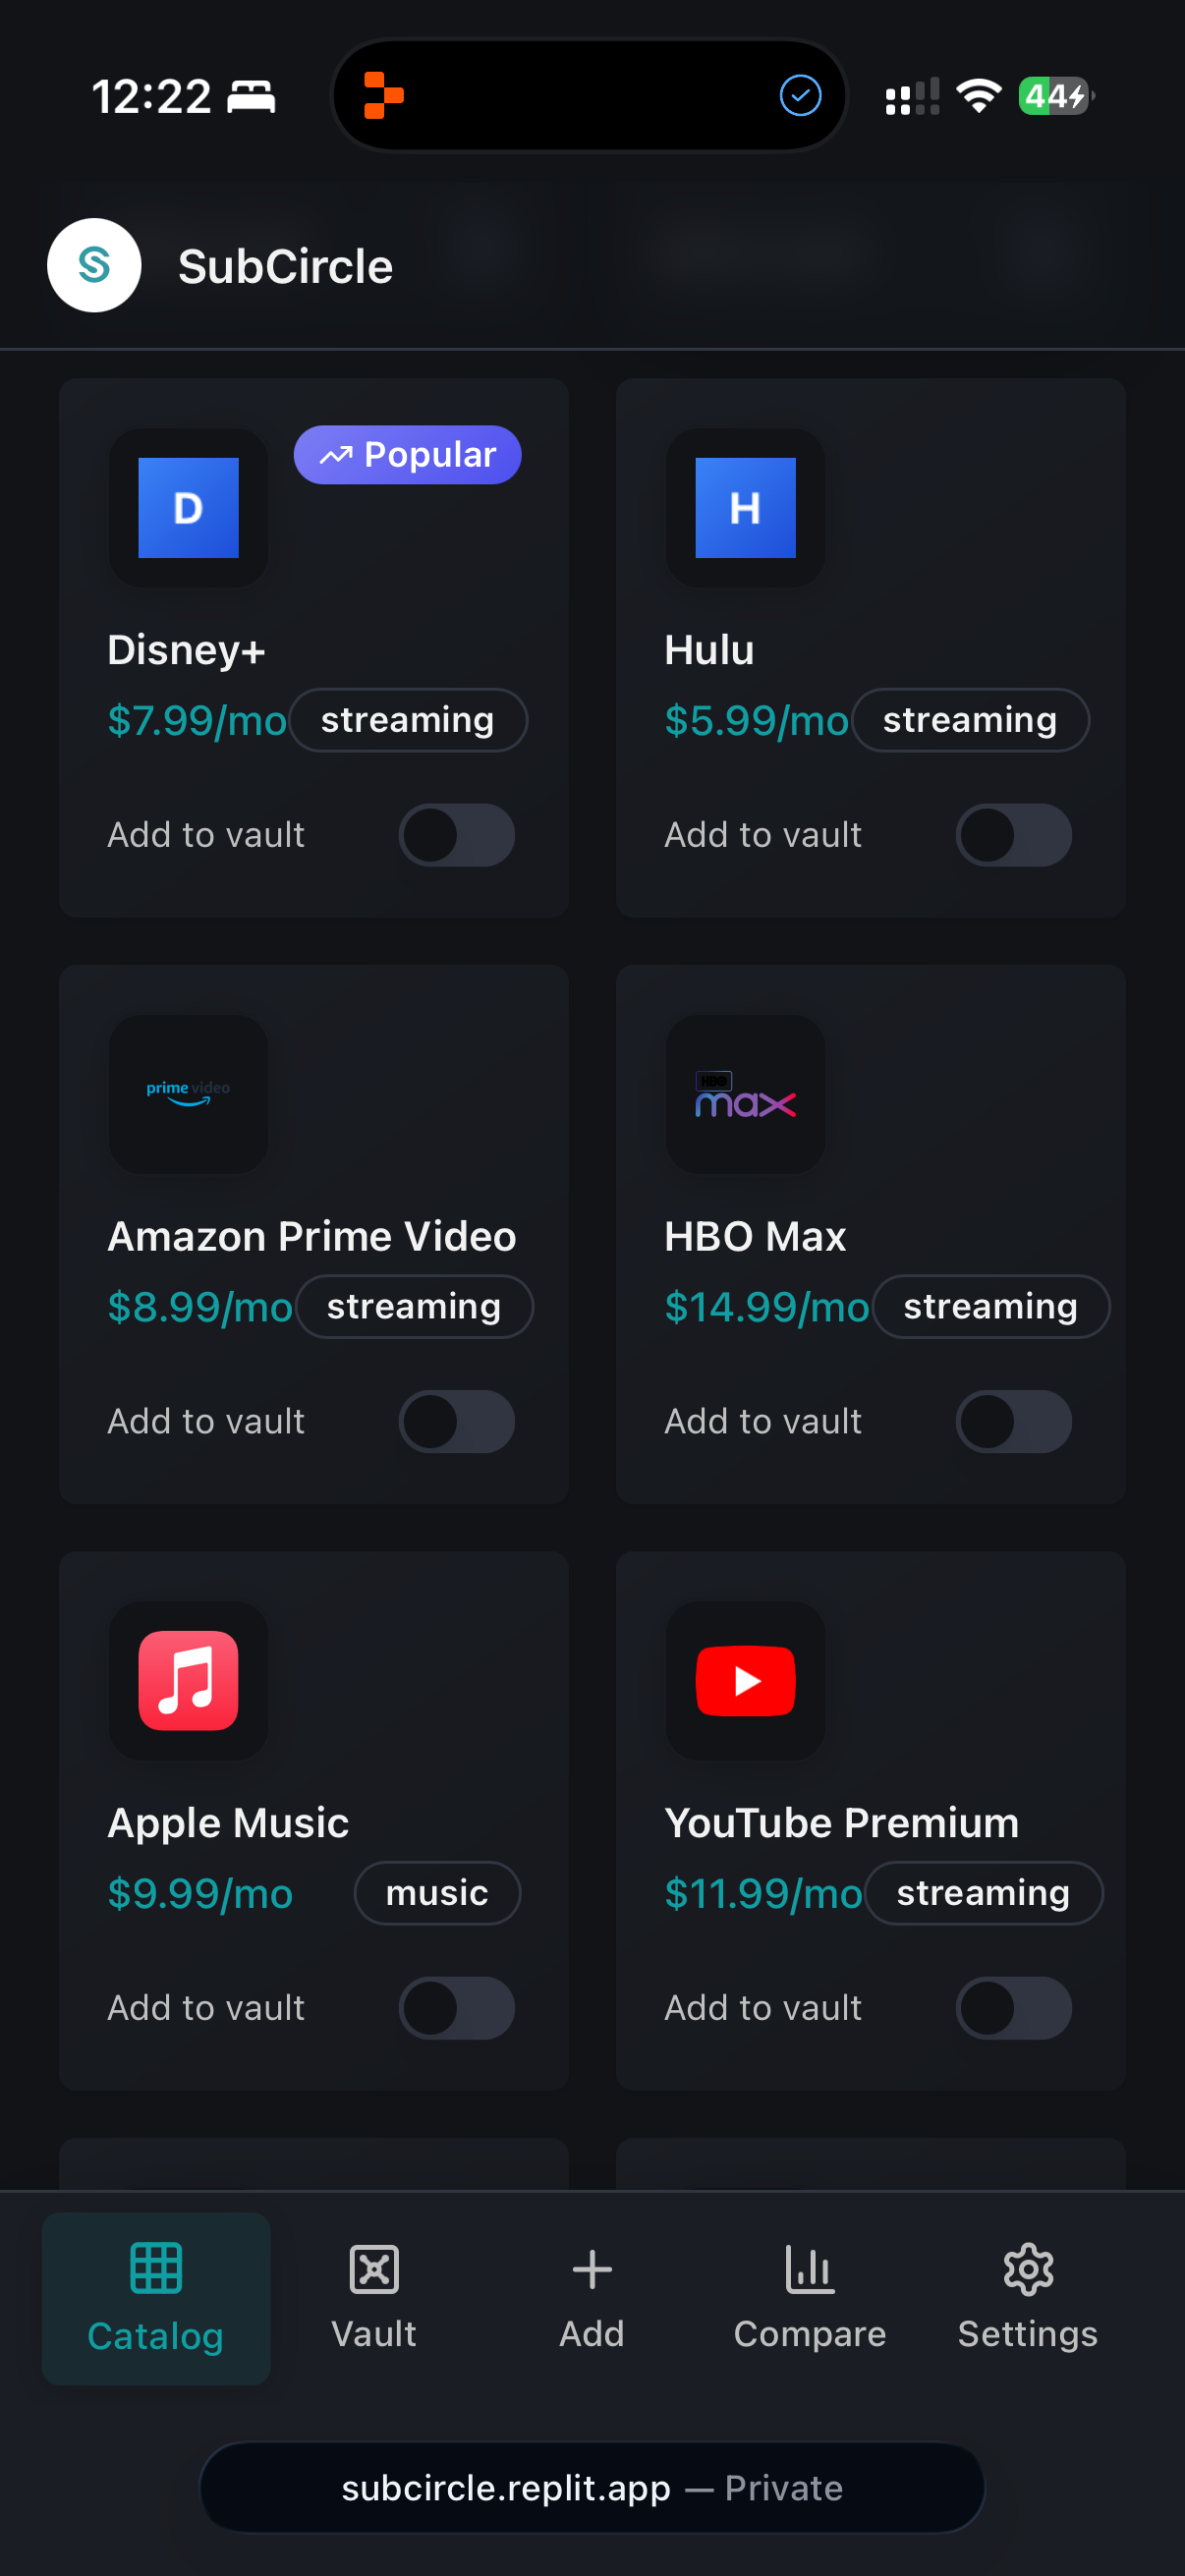 12:22
44
S
SubCircle
D
Popular
H
Disney+
Hulu
$7.99/mo streaming
$5.99/mo streaming
Add to vault
Add to vault
prime video
HBO
max
Amazon Prime Video
HBO Max
$8.99/mo streaming
$14.99/mo streaming
Add to vault
Add to vault
Apple Music
YouTube Premium
$9.99/mo music
$11.99/mo streaming
Add to vault
Add to vault
Catalog
Vault
Add
Compare
Settings
subcircle.replit.app — Private